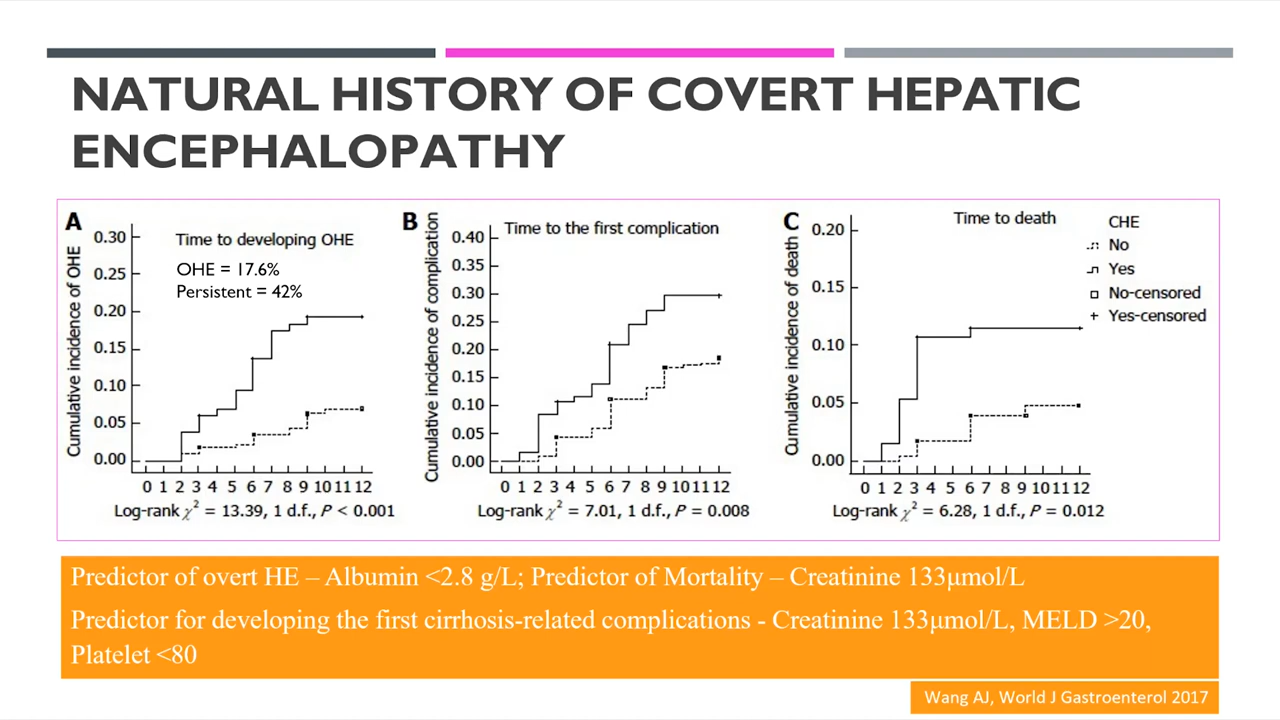 NATURAL HISTORY OF COVERT HEPATIC
ENCEPHALOPATHY
A
Cumulative incidence of OHE
0.30
0.25
0.20
0.15
0.10
0.05
0.00
Time to developing OHE
OHE = 17.6%
Persistent = 42%
0 1 2 3 4 5 6 7 8 9 10 11 12
Log-rank χ² = 13.39, 1 d.f., P < 0.001
B
Cumulative incidence of complication
0.40
0.35
0.30
0.25
0.20
0.15
0.10
0.05
0.00
Time to the first complication
0 1 2 3 4 5 6 7 8 9 10 11 12
Log-rank χ² = 7.01, 1 d.f., P = 0.008
C
Cumulative incidence of death
0.20
0.15
0.10
0.05
0.00
Time to death
CHE
No
Yes
No-censored
Yes-censored
0 1 2 3 4 5 6 7 8 9 10 11 12
Log-rank χ² = 6.28, 1 d.f., P = 0.012
Predictor of overt HE – Albumin <2.8 g/L; Predictor of Mortality – Creatinine 133μmol/L
Predictor for developing the first cirrhosis-related complications - Creatinine 133μmol/L, MELD >20,
Platelet <80
Wang AJ, World J Gastroenterol 2017